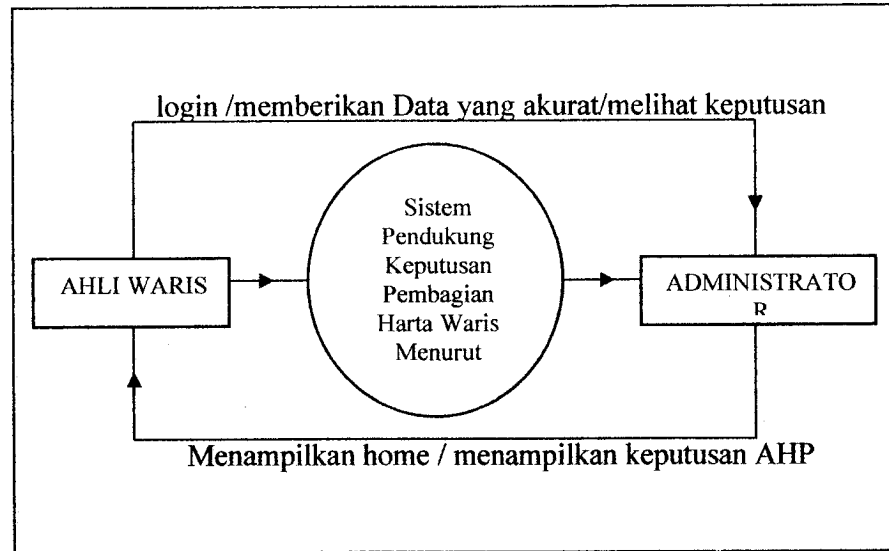 login /memberikan Data yang akurat/melihat keputusan
Sistem
Pendukung
Keputusan
Pembagian
Harta Waris
Menurut
AHLI WARIS
ADMINISTRATO
R
Menampilkan home / menampilkan keputusan AHP